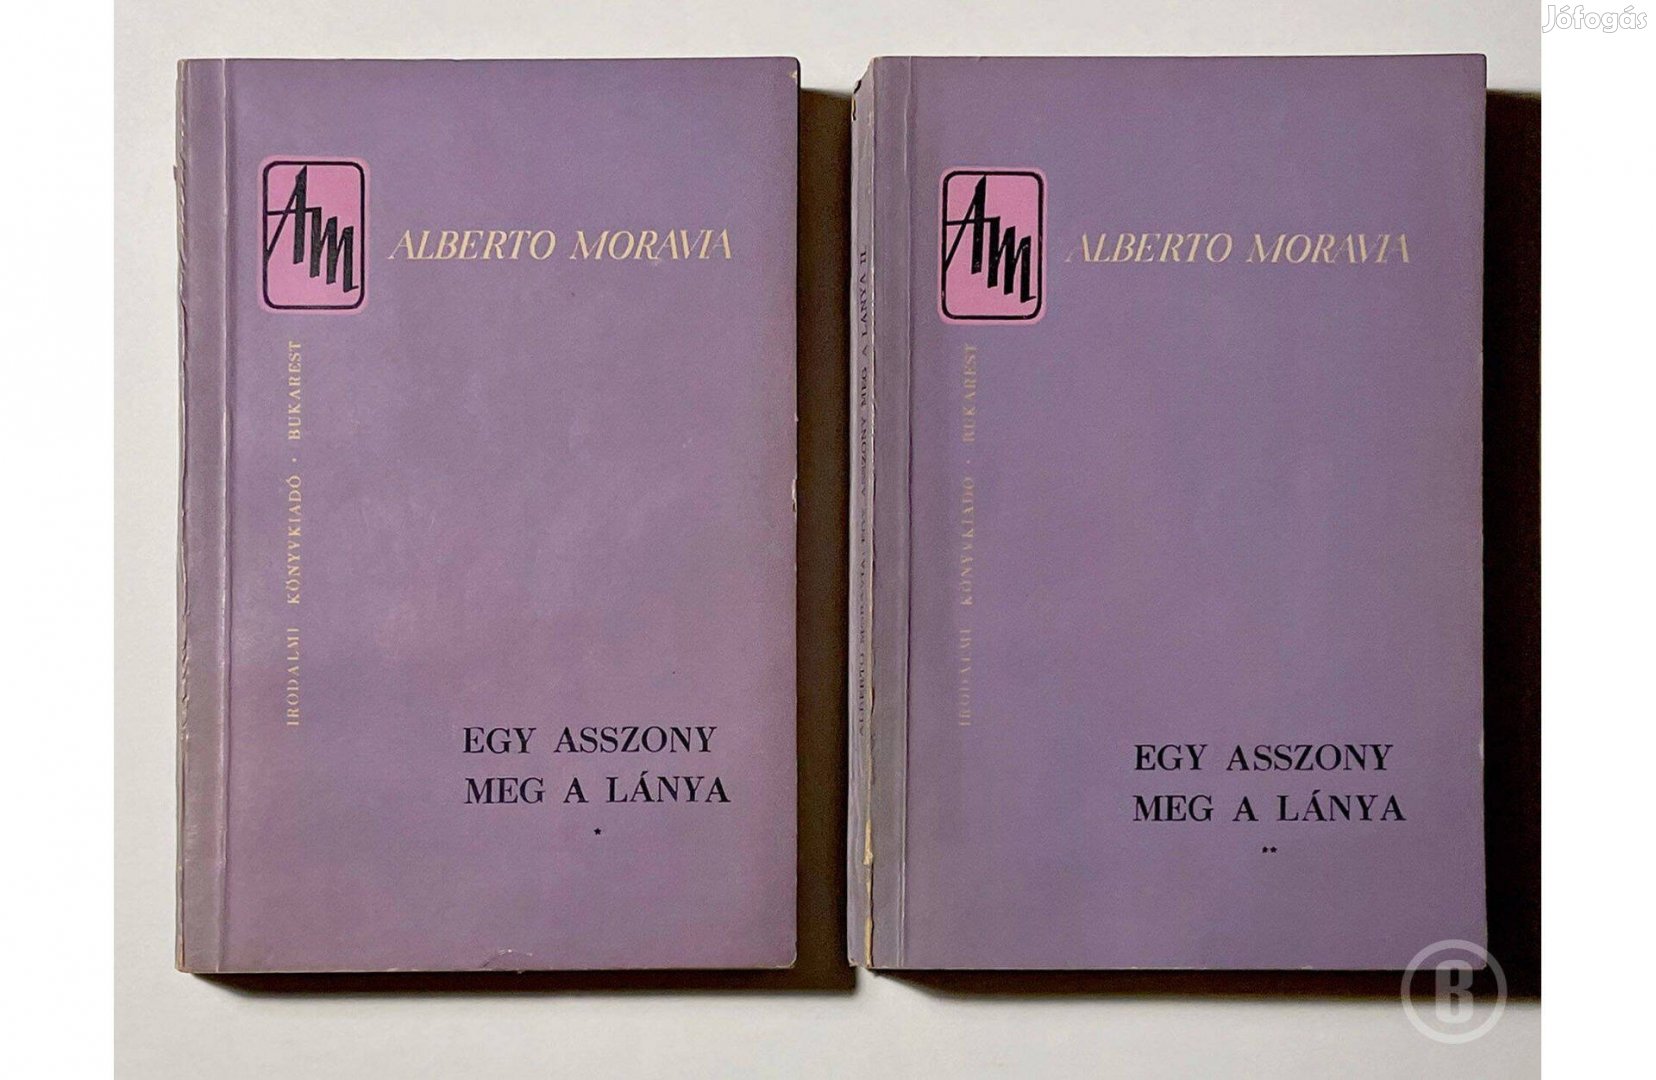 Jófogás
AM
ALBERTO MORAVIA
IRODALMI KÖNYVKIADÓ · BUKAREST
EGY ASSZONY
MEG A LÁNYA
*
ALBERTO MORAVIA: EGY ASSZONY MEG A LÁNYA II.
AM
ALBERTO MORAVIA
IRODALMI KÖNYVKIADÓ · BUKAREST
EGY ASSZONY
MEG A LÁNYA
**
B